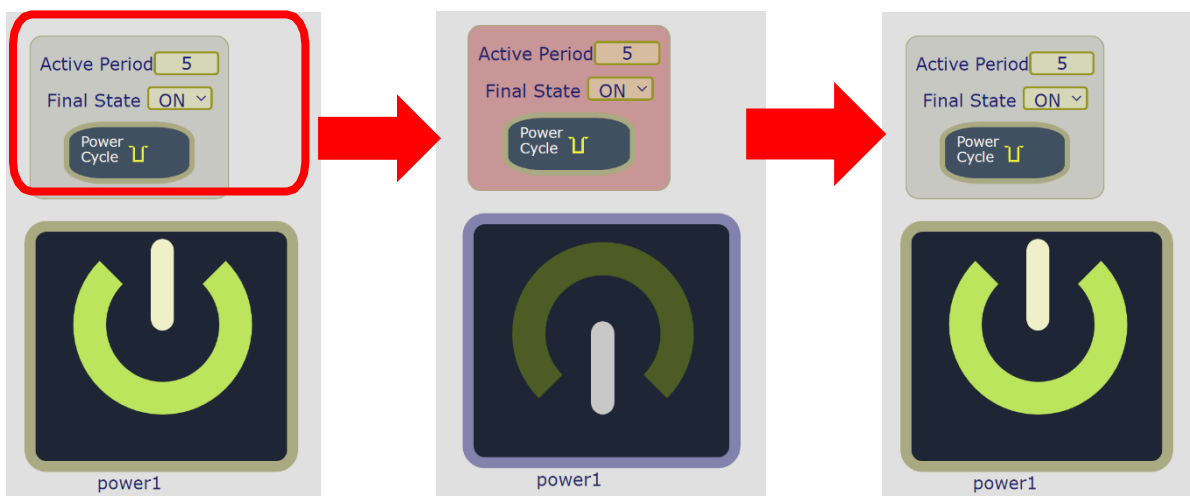 Active Period 5
Final State ON
Power
Cycle
power1
Active Period 5
Final State ON
Power
Cycle
power1
Active Period 5
Final State ON
Power
Cycle
power1